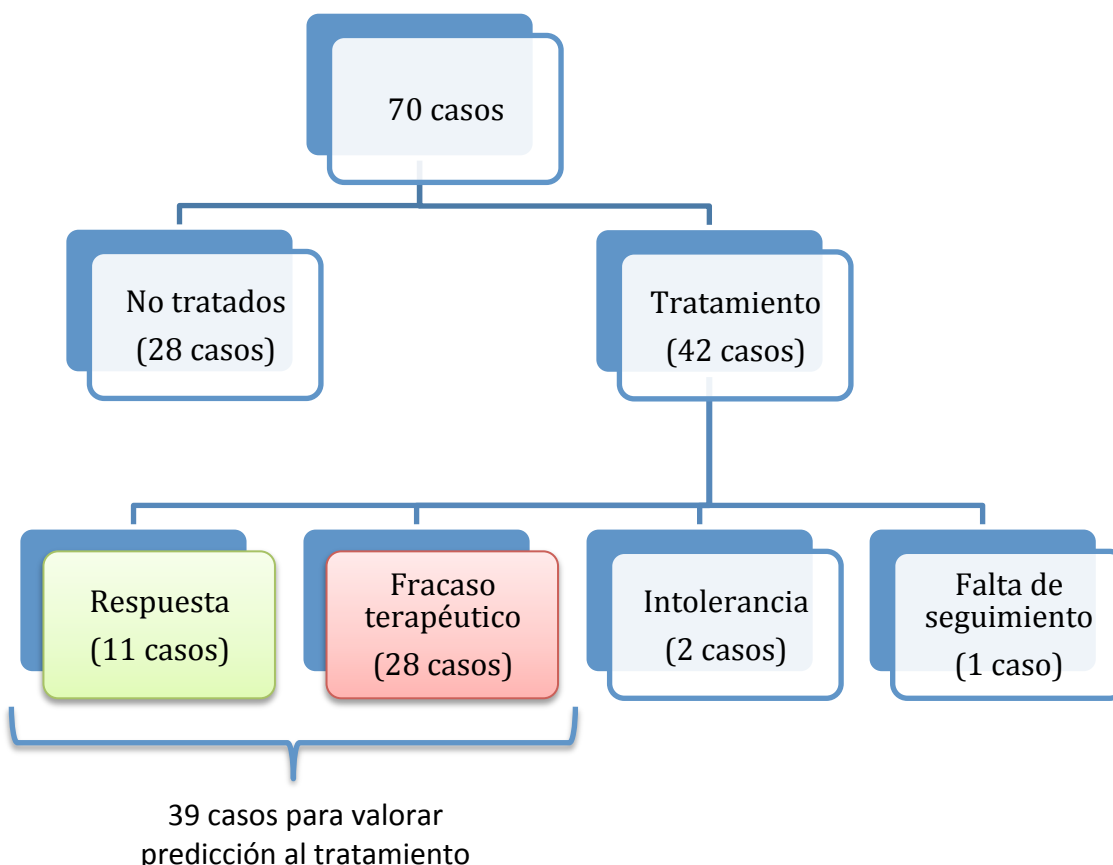 70 casos
No tratados
(28 casos)
Tratamiento
(42 casos)
Respuesta
(11 casos)
Fracaso
terapéutico
(28 casos)
Intolerancia
(2 casos)
Falta de
seguimiento
(1 caso)
39 casos para valorar
predicción al tratamiento